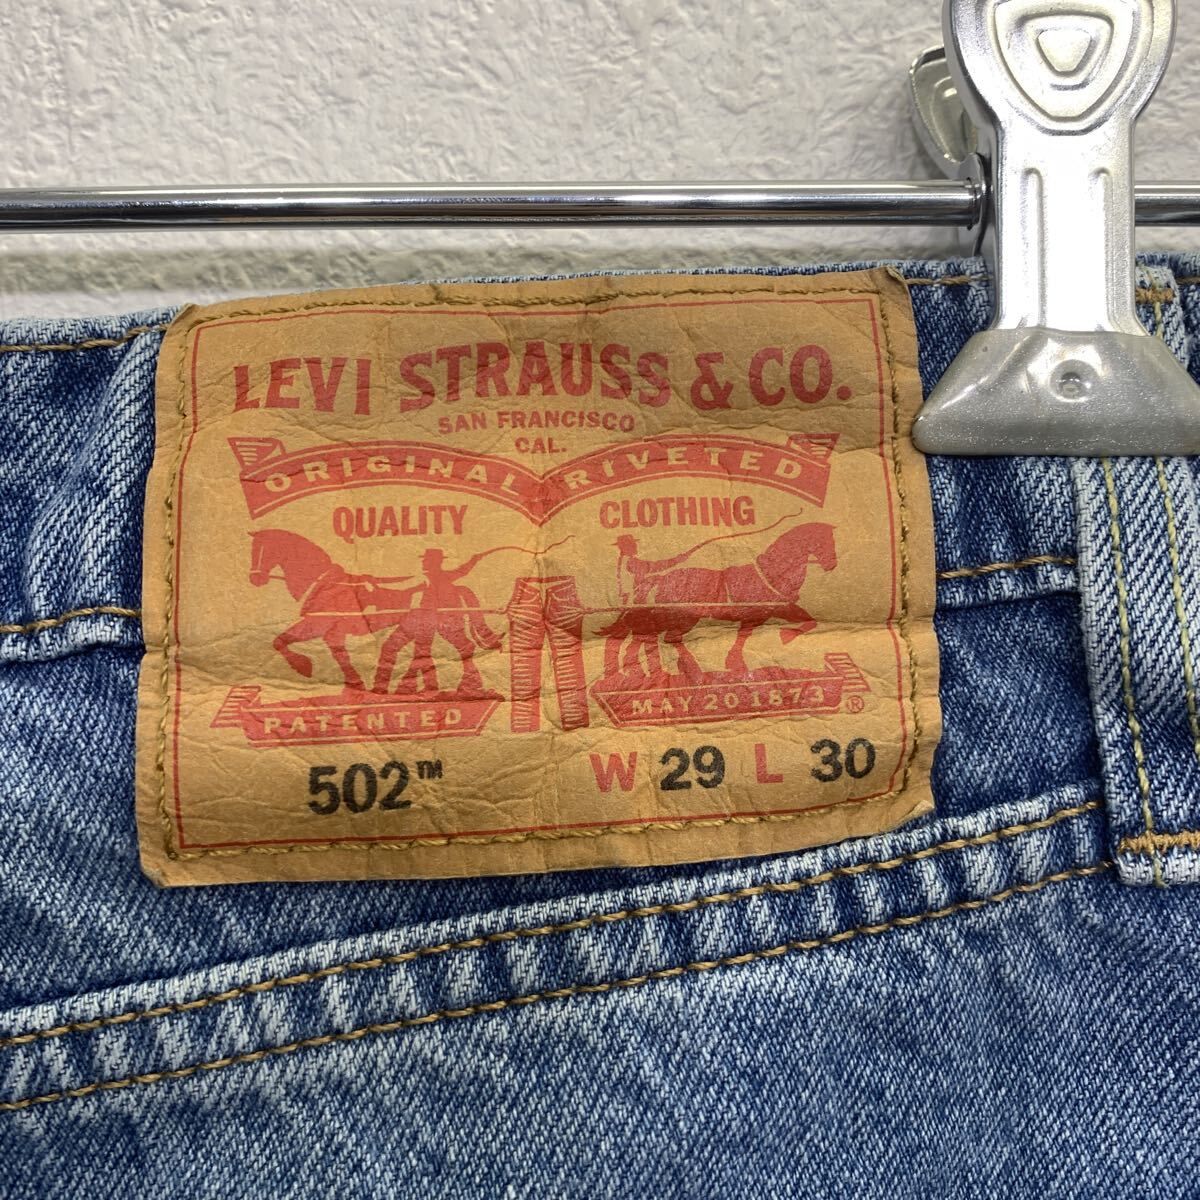 LEVI STRAUSS & CO.
SAN FRANCISCO
CAL.
ORIGINAL RIVETED
QUALITY CLOTHING
PATENTED MAY 20 1873 ®
502™ W 29 L 30